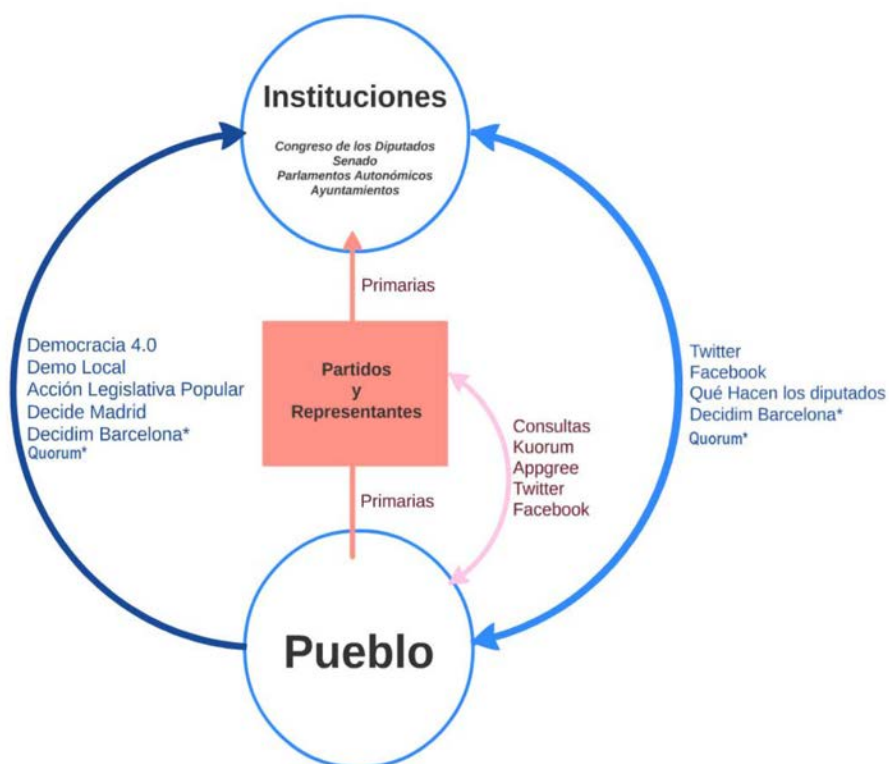 Instituciones
Congreso de los Diputados
Senado
Parlamentos Autonómicos
Ayuntamientos
Primarias
Democracia 4.0
Demo Local
Acción Legislativa Popular
Decide Madrid
Decidim Barcelona*
Quorum*
Partidos
y
Representantes
Twitter
Facebook
Qué Hacen los diputados
Decidim Barcelona*
Quorum*
Consultas
Kuorum
Appgree
Twitter
Facebook
Primarias
Pueblo